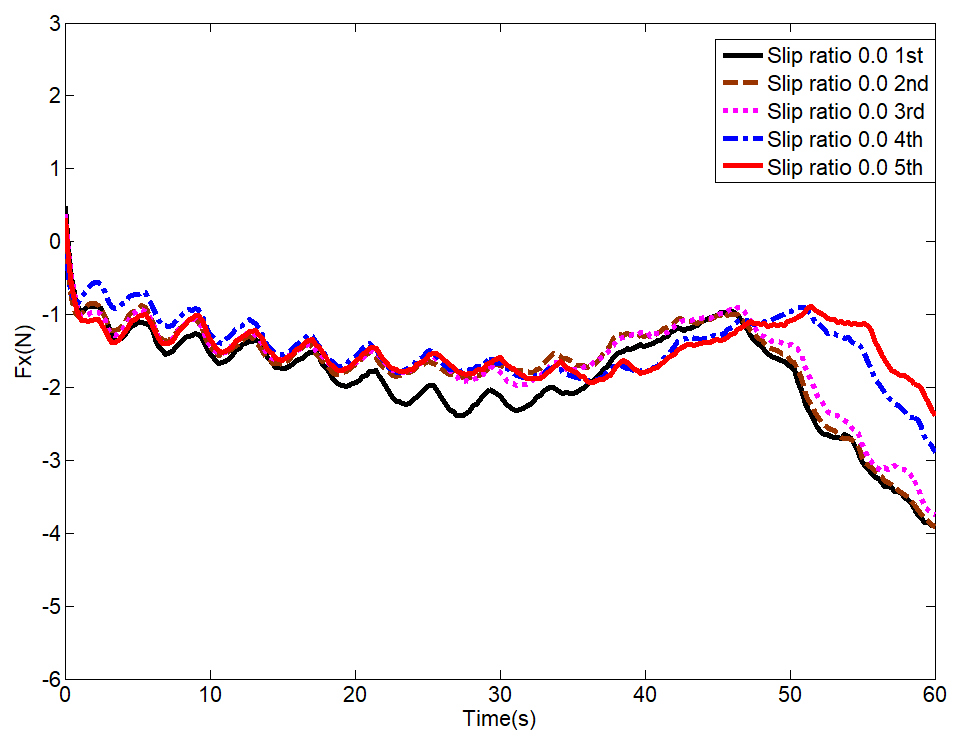 3
2
1
0
-1
-2
-3
-4
-5
-6
Fx(N)
Slip ratio 0.0 1st
Slip ratio 0.0 2nd
Slip ratio 0.0 3rd
Slip ratio 0.0 4th
Slip ratio 0.0 5th
0 10 20 30 40 50 60
Time(s)